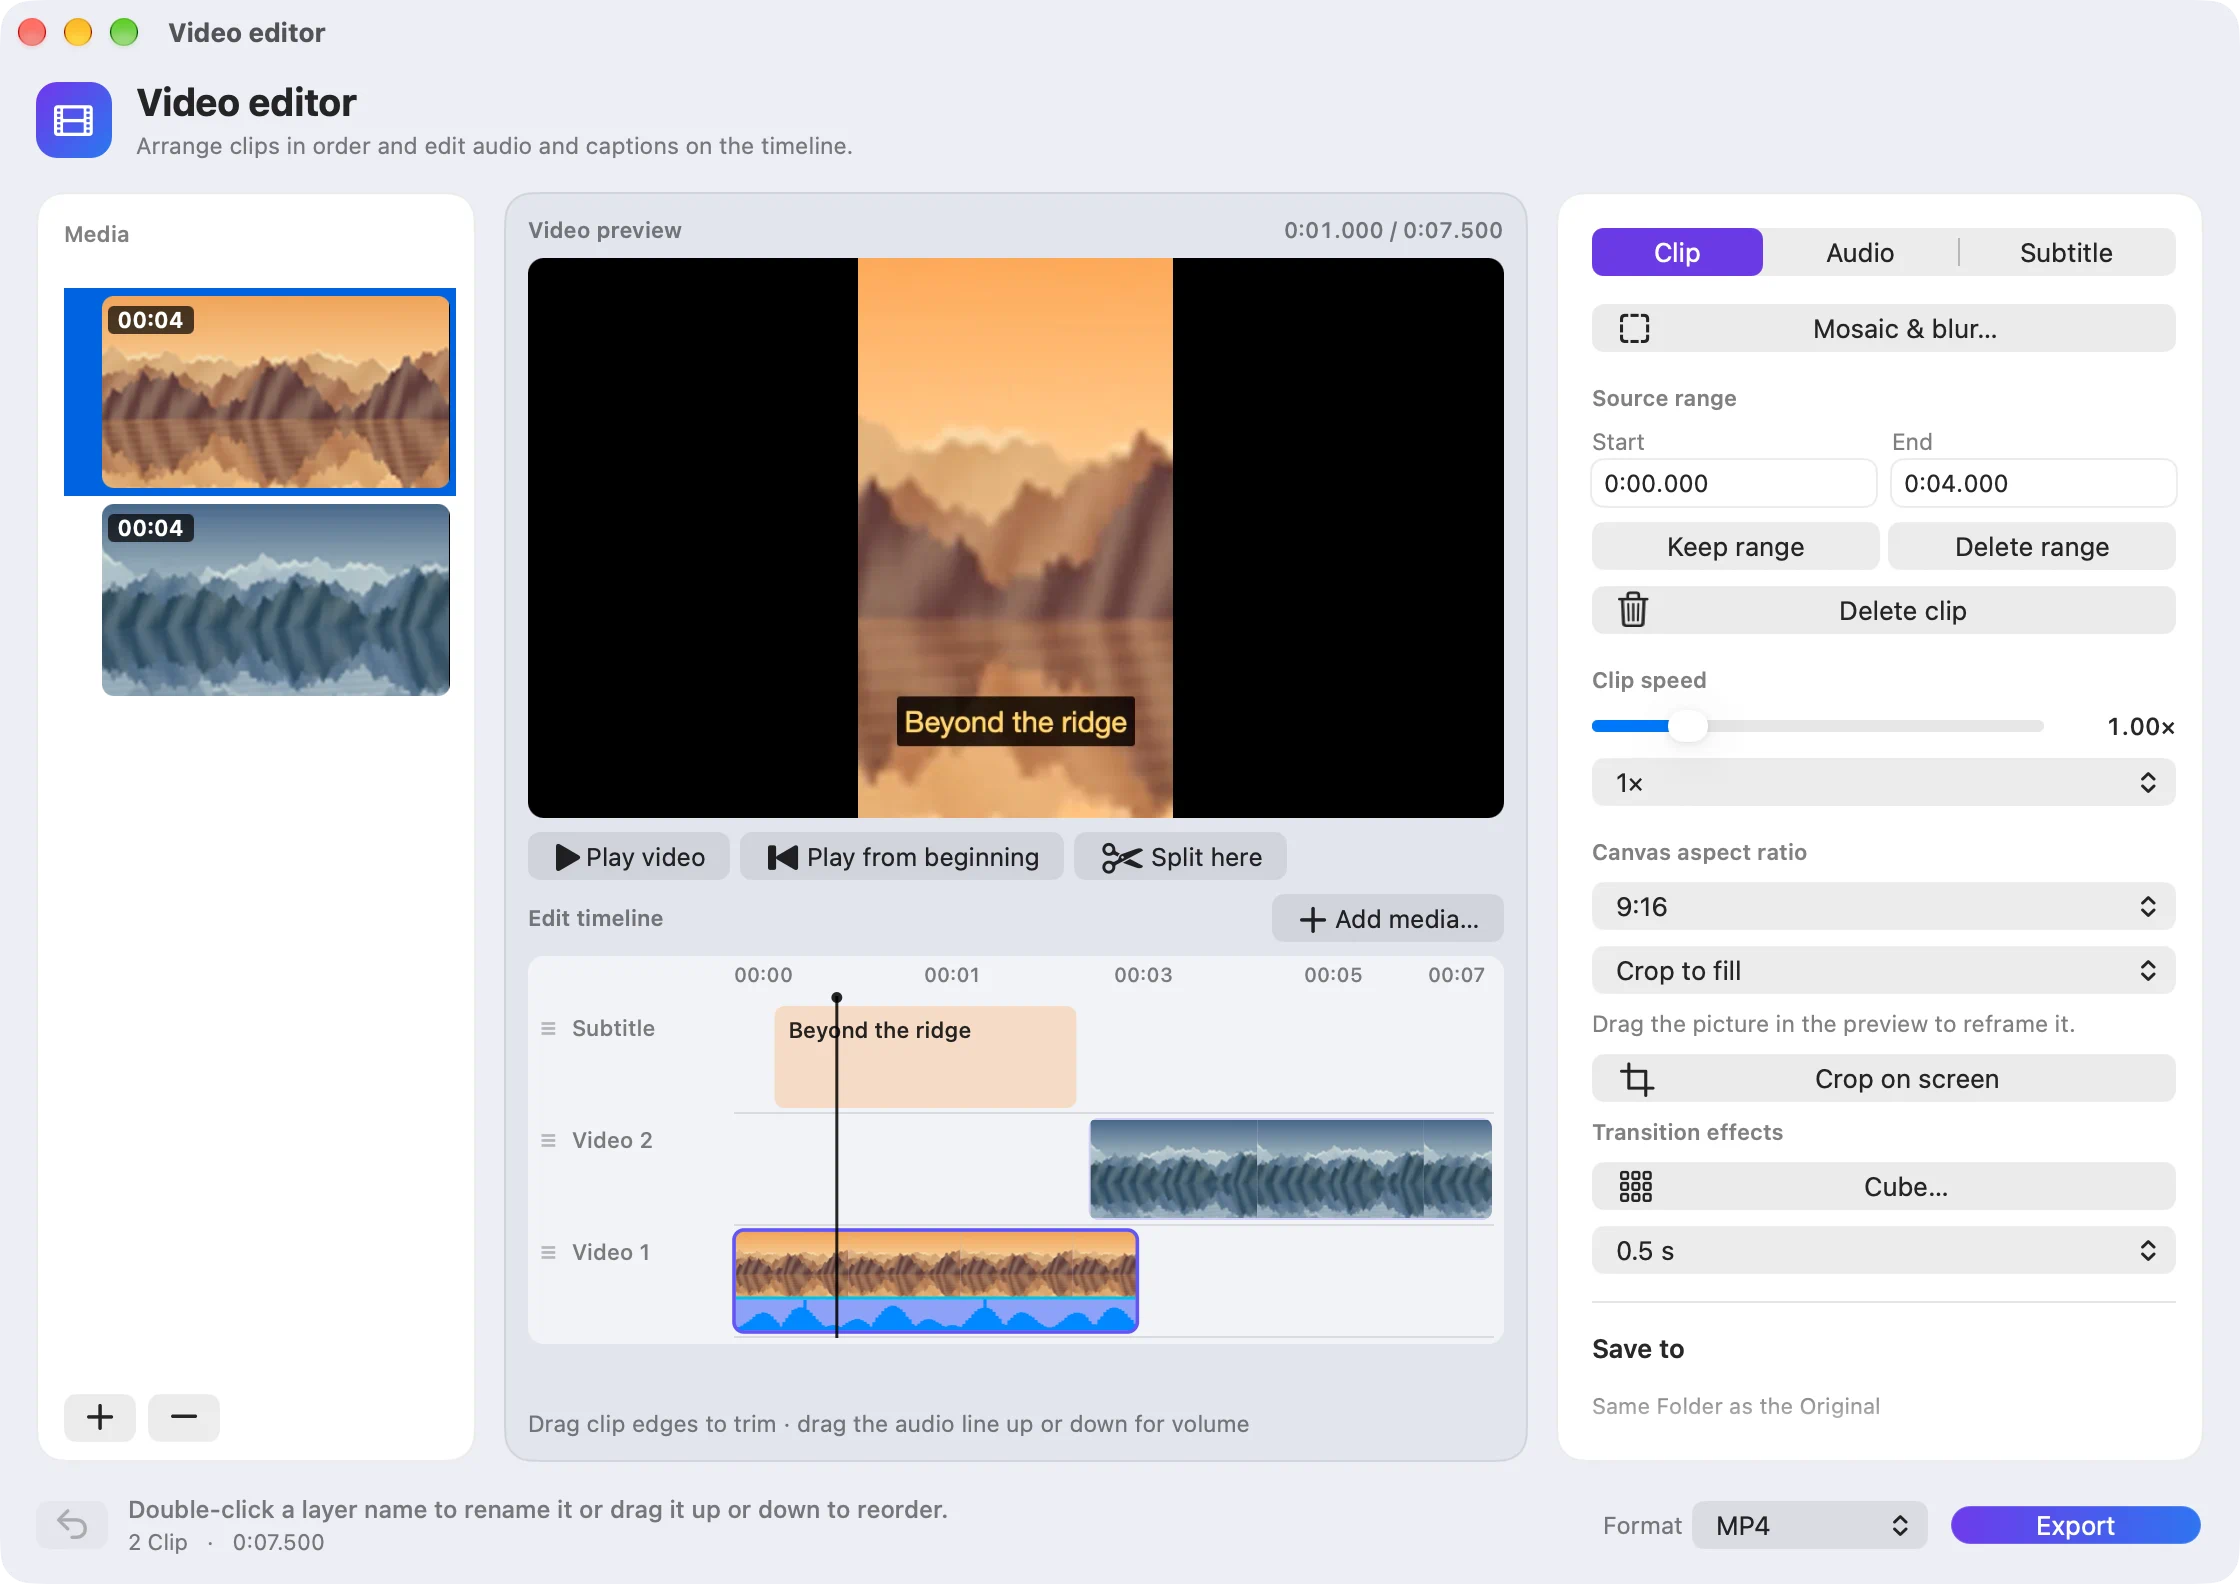 Video editor
Video editor
Arrange clips in order and edit audio and captions on the timeline.
Media
00:04
00:04
Video preview
0:01.000 / 0:07.500
Beyond the ridge
Play video
Play from beginning
Split here
Edit timeline
Add media...
00:00
00:01
00:03
00:05
00:07
Subtitle
Beyond the ridge
Video 2
Video 1
Drag clip edges to trim · drag the audio line up or down for volume
Clip
Audio
Subtitle
Mosaic & blur...
Source range
Start
End
0:00.000
0:04.000
Keep range
Delete range
Delete clip
Clip speed
1.00×
1×
Canvas aspect ratio
9:16
Crop to fill
Drag the picture in the preview to reframe it.
Crop on screen
Transition effects
Cube...
0.5 s
Save to
Same Folder as the Original
Double-click a layer name to rename it or drag it up or down to reorder.
2 Clip · 0:07.500
Format
MP4
Export